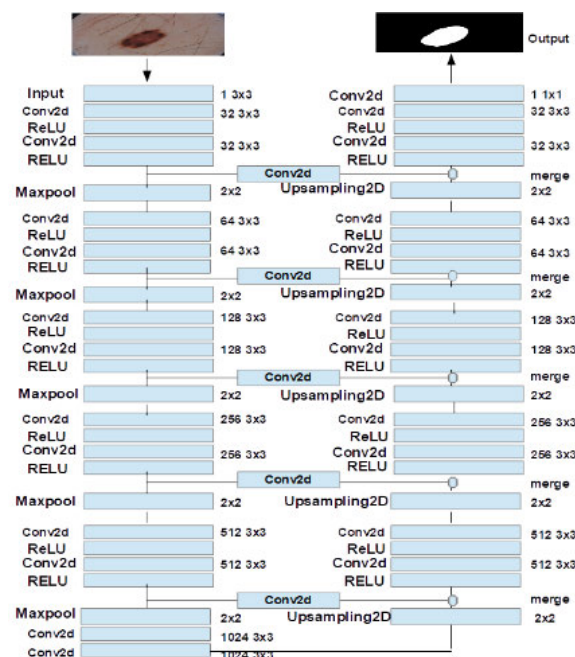 Output
Input 1 3x3
Conv2d 32 3x3
ReLU
Conv2d 32 3x3
RELU
Conv2d
Maxpool 2x2
Conv2d 64 3x3
ReLU
Conv2d 64 3x3
RELU
Conv2d
Maxpool 2x2
Conv2d 128 3x3
ReLU
Conv2d 128 3x3
RELU
Conv2d
Maxpool 2x2
Conv2d 256 3x3
ReLU
Conv2d 256 3x3
RELU
Conv2d
Maxpool 2x2
Conv2d 512 3x3
ReLU
Conv2d 512 3x3
RELU
Conv2d
Maxpool 2x2
Conv2d 1024 3x3
Conv2d 1024 3x3
Conv2d 1 1x1
Conv2d 32 3x3
ReLU
Conv2d 32 3x3
RELU
merge
Upsampling2D 2x2
Conv2d 64 3x3
ReLU
Conv2d 64 3x3
RELU
merge
Upsampling2D 2x2
Conv2d 128 3x3
ReLU
Conv2d 128 3x3
RELU
merge
Upsampling2D 2x2
Conv2d 256 3x3
ReLU
Conv2d 256 3x3
RELU
merge
Upsampling2D 2x2
Conv2d 512 3x3
ReLU
Conv2d 512 3x3
RELU
merge
Upsampling2D 2x2